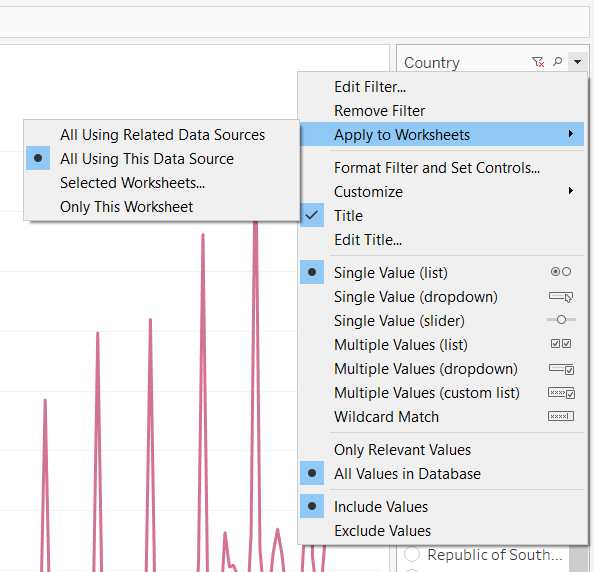 Country
Edit Filter...
Remove Filter
Apply to Worksheets
All Using Related Data Sources
All Using This Data Source
Selected Worksheets...
Only This Worksheet
Format Filter and Set Controls...
Customize
Title
Edit Title...
Single Value (list)
Single Value (dropdown)
Single Value (slider)
Multiple Values (list)
Multiple Values (dropdown)
Multiple Values (custom list)
Wildcard Match
Only Relevant Values
All Values in Database
Include Values
Exclude Values
Republic of South...